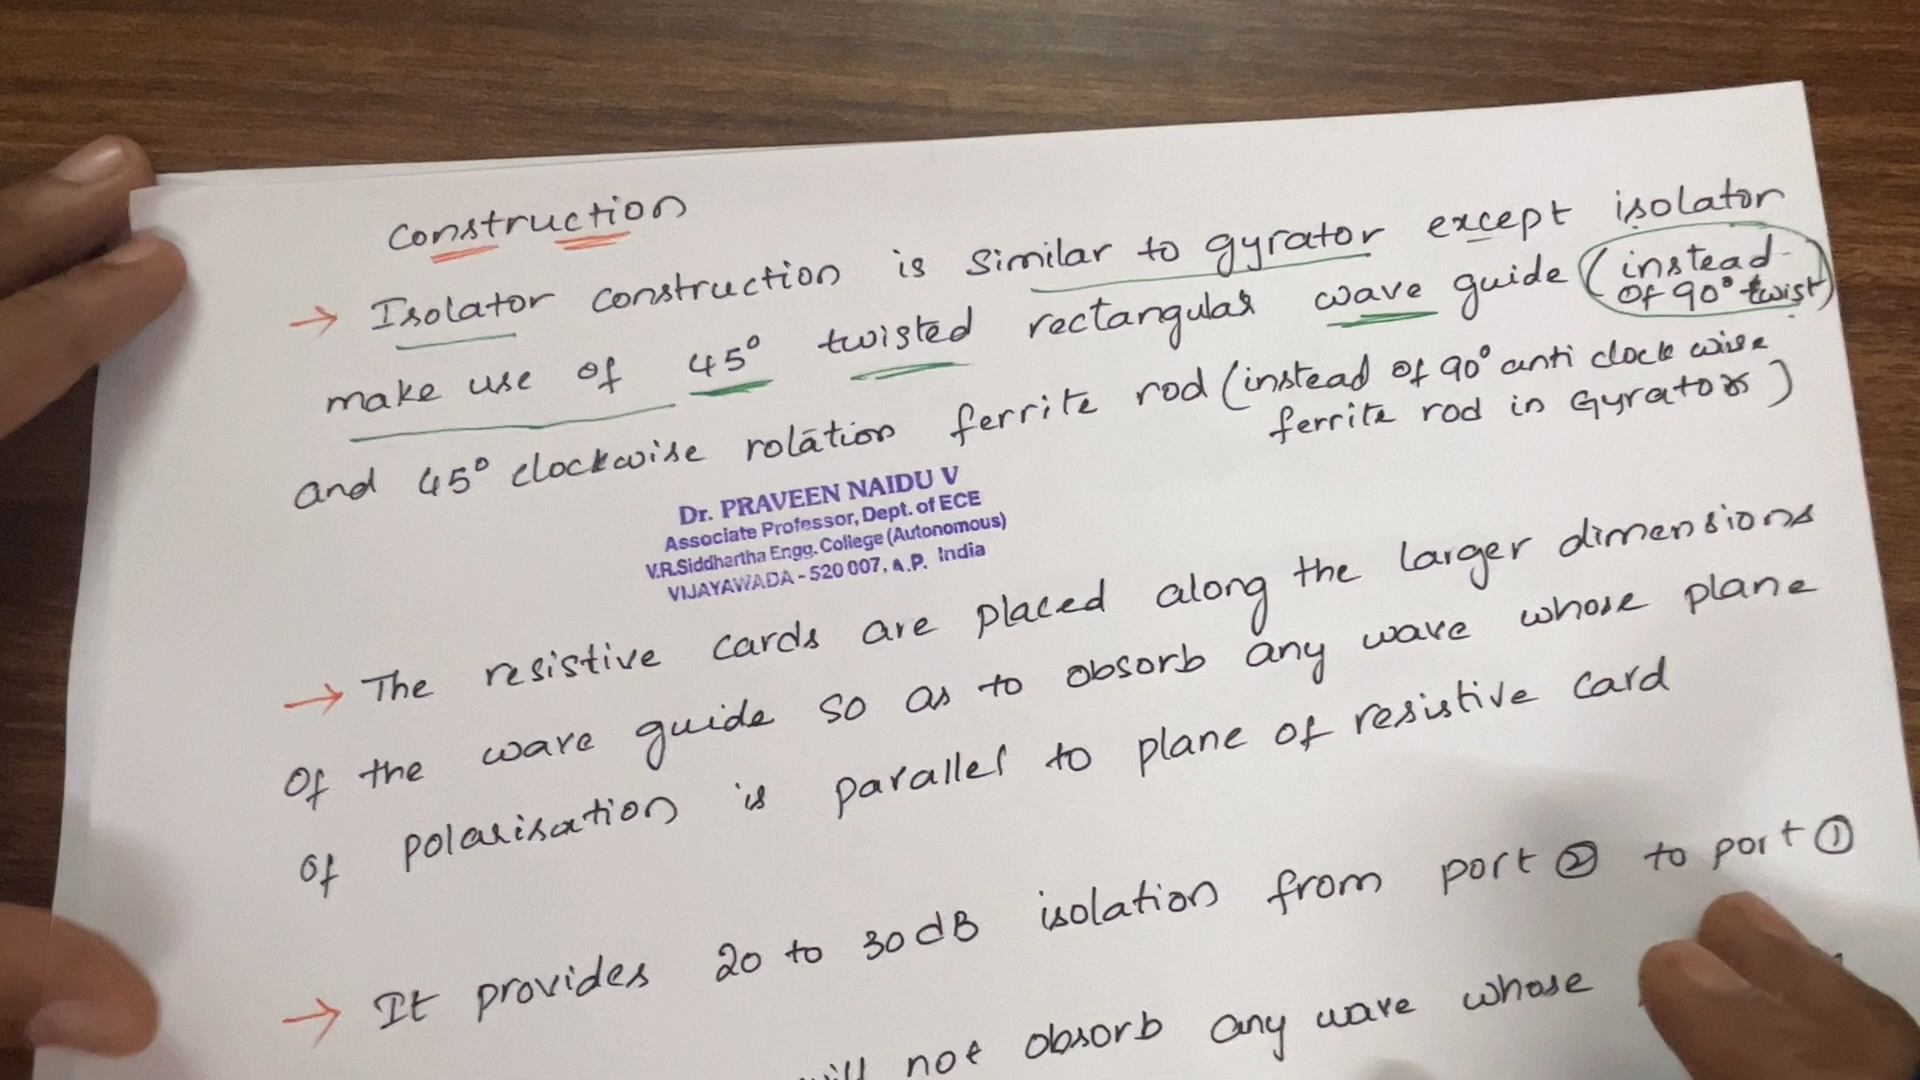 Construction
→ Isolator construction is similar to gyrator except isolator
make use of 45° twisted rectangular wave guide (instead
of 90° twist)
and 45° clockwise rotation ferrite rod (instead of 90° anti clock wise
ferrite rod in Gyrators)
Dr. PRAVEEN NAIDU V
Associate Professor, Dept. of ECE
V.R.Siddhartha Engg. College (Autonomous)
VIJAYAWADA - 520 007, A.P. India
→ The resistive cards are placed along the larger dimensions
of the wave guide so as to absorb any wave whose plane
of polarisation is parallel to plane of resistive card
→ It provides 20 to 30dB isolation from port ② to port ①
not absorb any wave whose